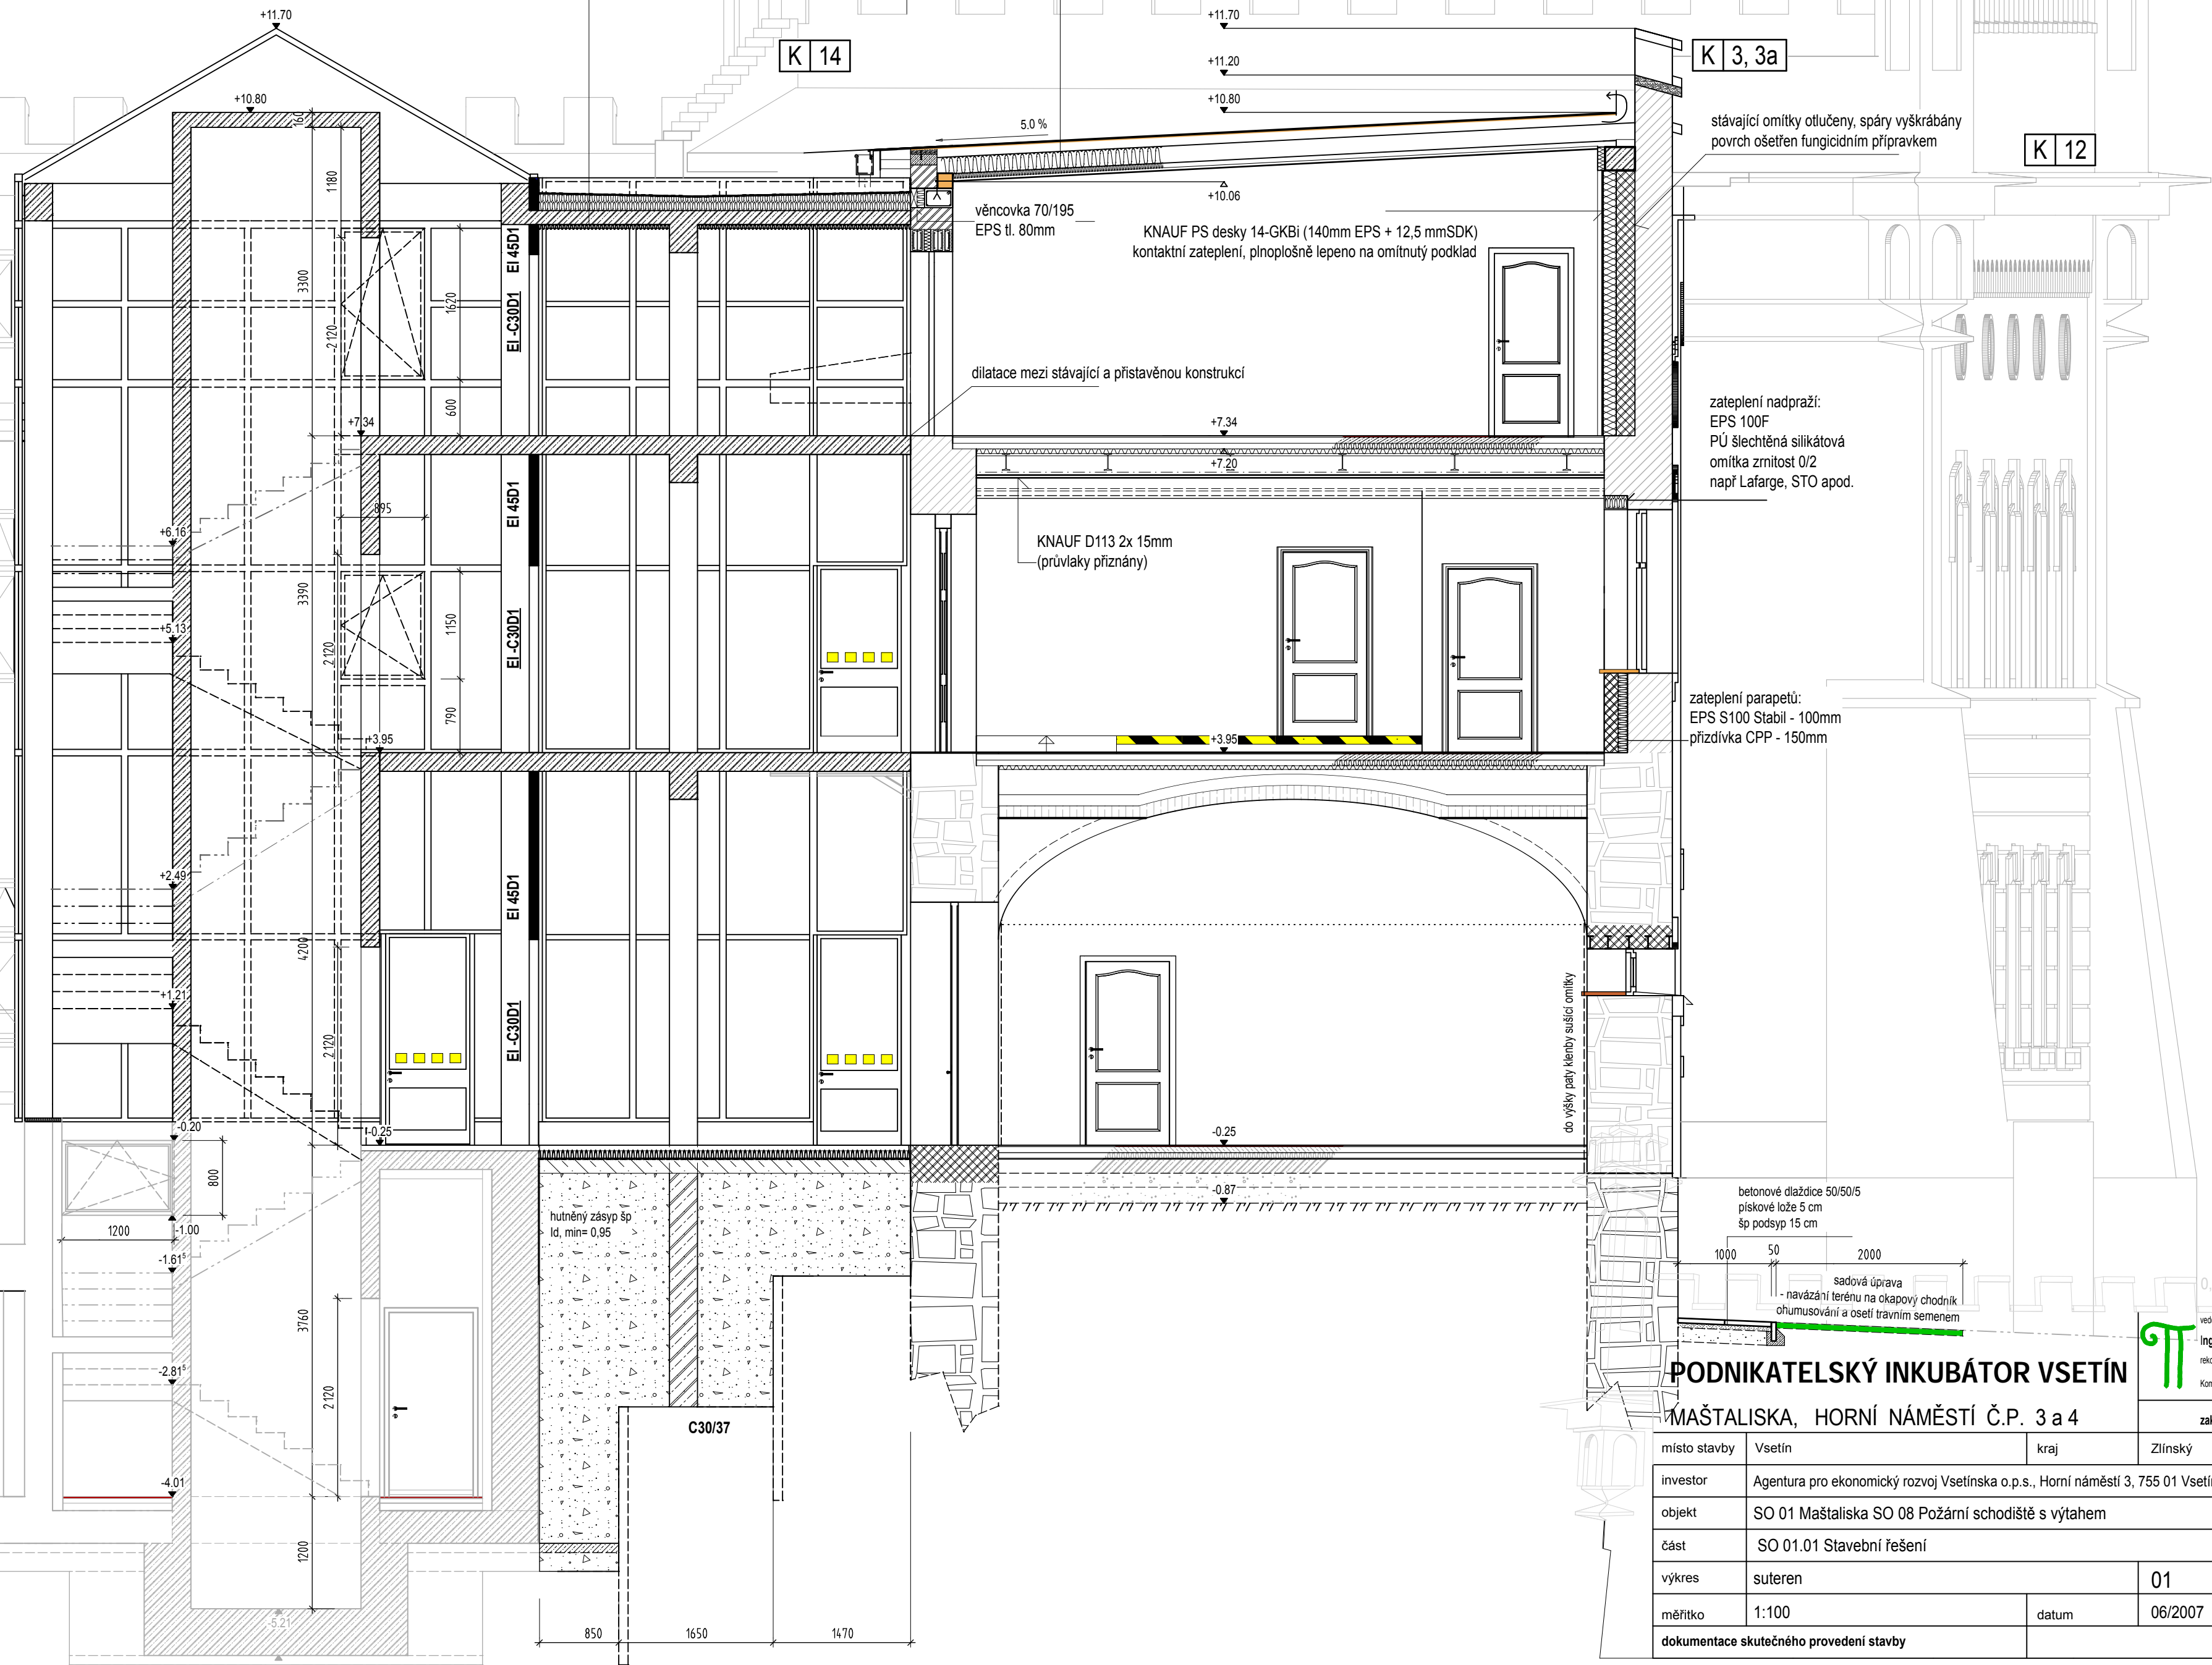 +11.70
+11.70
K 14
K 3, 3a
+11.20
+10.80
+10.80
5.0 %
stávající omítky otlučeny, spáry vyškrábány
povrch ošetřen fungicidním přípravkem
K 12
160
1180
+10.06
věncovka 70/195
EPS tl. 80mm
KNAUF PS desky 14-GKBi (140mm EPS + 12,5 mmSDK)
kontaktní zateplení, plnoplošně lepeno na omítnutý podklad
EI 45D1
EI -C30D1
3300
2120
1620
600
dilatace mezi stávající a přistavěnou konstrukcí
zateplení nadpraží:
EPS 100F
PÚ šlechtěná silikátová
omítka zrnitost 0/2
např Lafarge, STO apod.
+7.34
+7.34
+7.20
EI 45D1
895
+6.16
KNAUF D113 2x 15mm
(průvlaky přiznány)
3390
2120
1150
790
EI -C30D1
+5.13
zateplení parapetů:
EPS S100 Stabil - 100mm
přizdívka CPP - 150mm
+3.95
+3.95
+2.49
EI 45D1
4200
+1.21
2120
EI -C30D1
do výšky paty klenby sušící omítky
-0.20
-0.25
-0.25
800
-0.87
hutněný zásyp šp
Id, min= 0,95
betonové dlaždice 50/50/5
pískové lože 5 cm
šp podsyp 15 cm
1200
-1.00
-1.61⁵
1000
50
2000
sadová úprava
- navázání terénu na okapový chodník
ohumusování a osetí travním semenem
3760
2120
-2.81⁵
C30/37
-4.01
1200
-5.21
850
1650
1470
PODNIKATELSKÝ INKUBÁTOR VSETÍN
MAŠTALISKA, HORNÍ NÁMĚSTÍ Č.P. 3 a 4
místo stavby Vsetín kraj Zlínský
investor Agentura pro ekonomický rozvoj Vsetínska o.p.s., Horní náměstí 3, 755 01 Vsetín
objekt SO 01 Maštaliska SO 08 Požární schodiště s výtahem
část SO 01.01 Stavební řešení
výkres suteren 01
měřítko 1:100 datum 06/2007
dokumentace skutečného provedení stavby